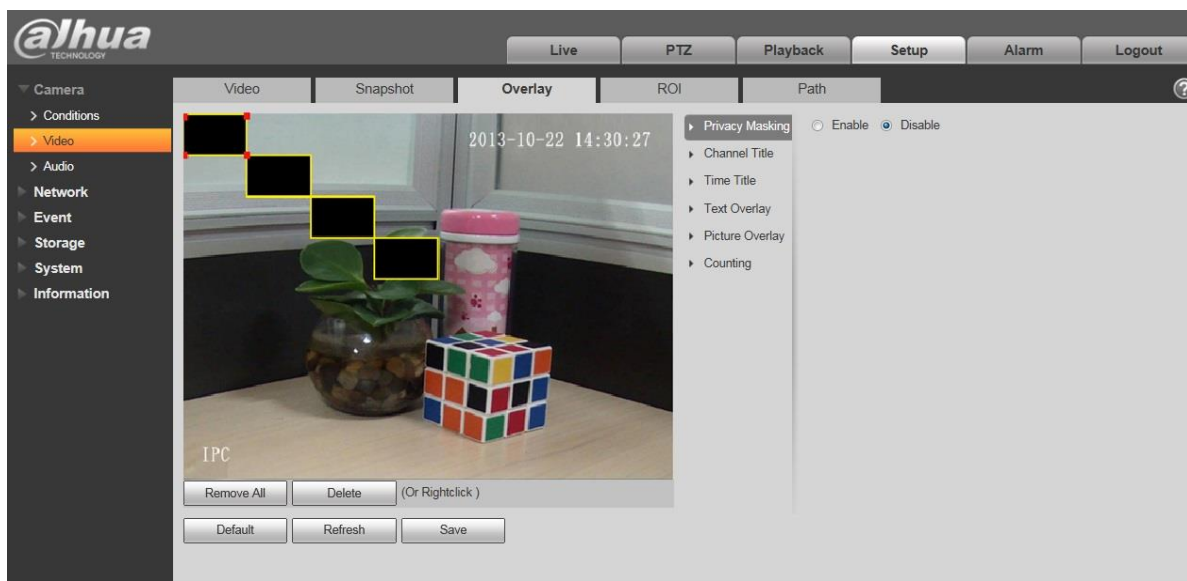 alhua
TECHNOLOGY
Live
PTZ
Playback
Setup
Alarm
Logout
Camera
Conditions
Video
Audio
Network
Event
Storage
System
Information
Video
Snapshot
Overlay
ROI
Path
?
2013-10-22 14:30:27
IPC
Privacy Masking
Enable
Disable
Channel Title
Time Title
Text Overlay
Picture Overlay
Counting
Remove All
Delete
(Or Rightclick )
Default
Refresh
Save